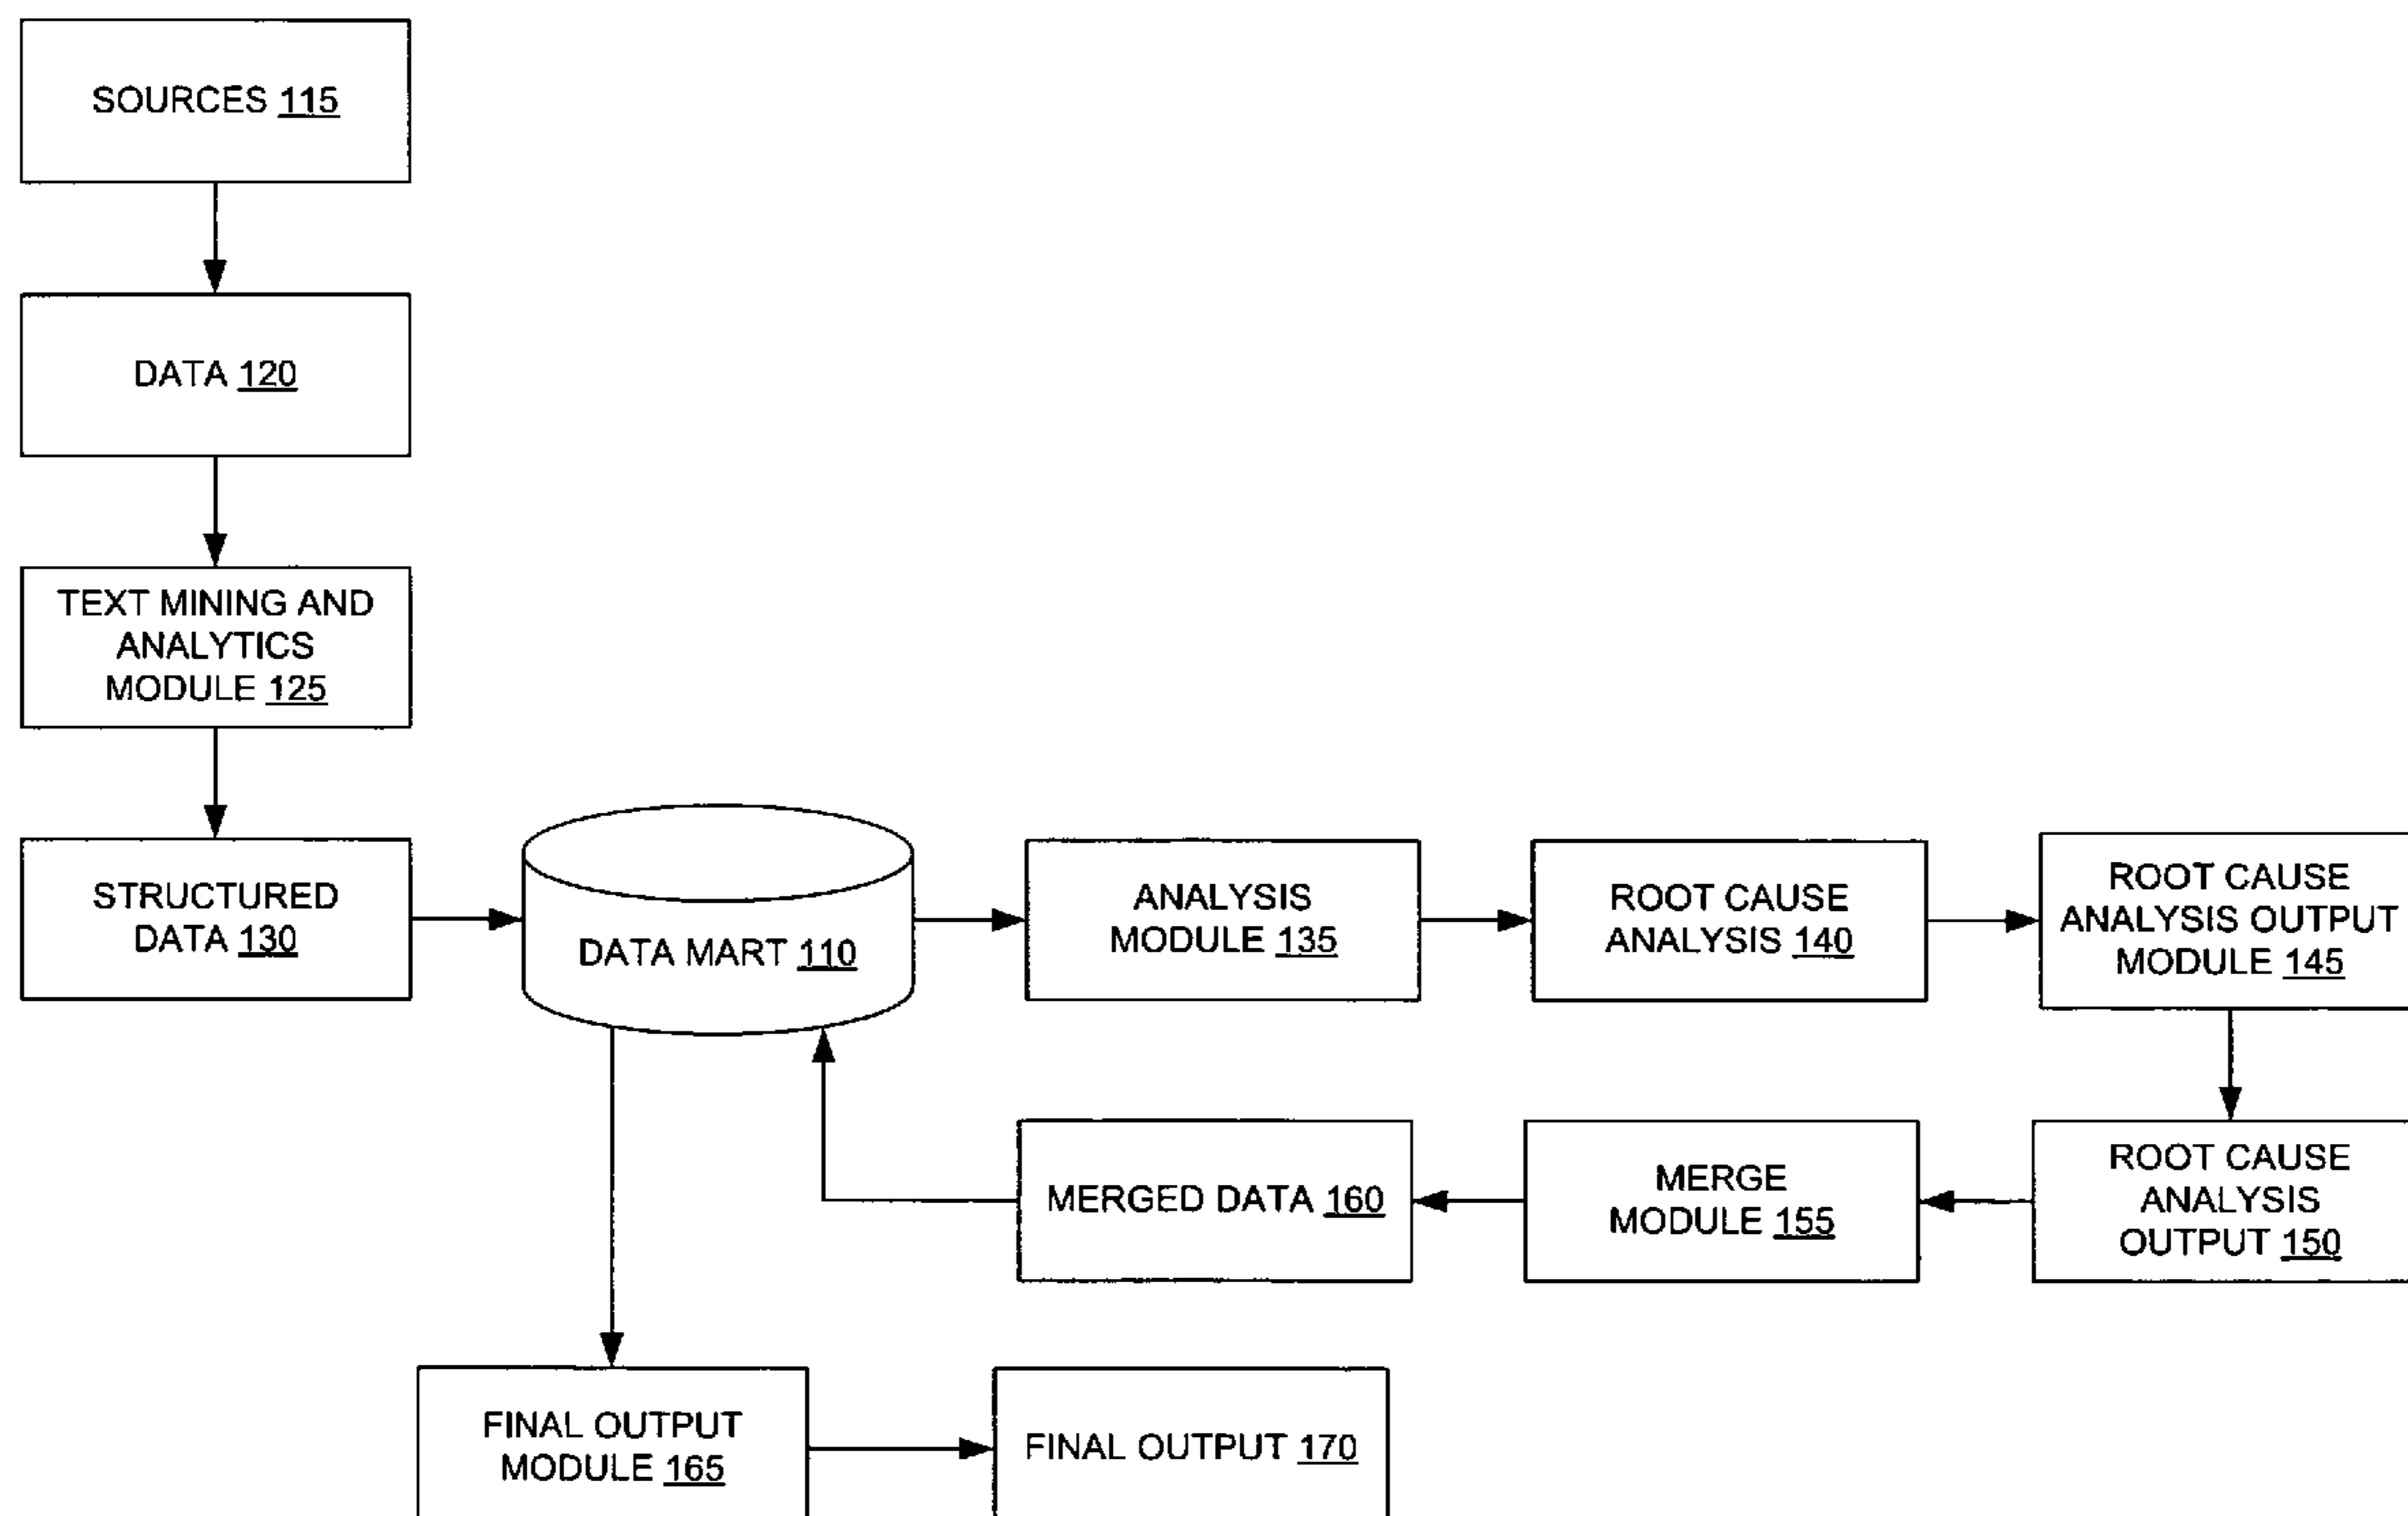 SOURCES 115
DATA 120
TEXT MINING AND
ANALYTICS
MODULE 125
STRUCTURED
DATA 130
DATA MART 110
ANALYSIS
MODULE 135
ROOT CAUSE
ANALYSIS 140
ROOT CAUSE
ANALYSIS OUTPUT
MODULE 145
ROOT CAUSE
ANALYSIS
OUTPUT 150
MERGE
MODULE 155
MERGED DATA 160
FINAL OUTPUT
MODULE 165
FINAL OUTPUT 170